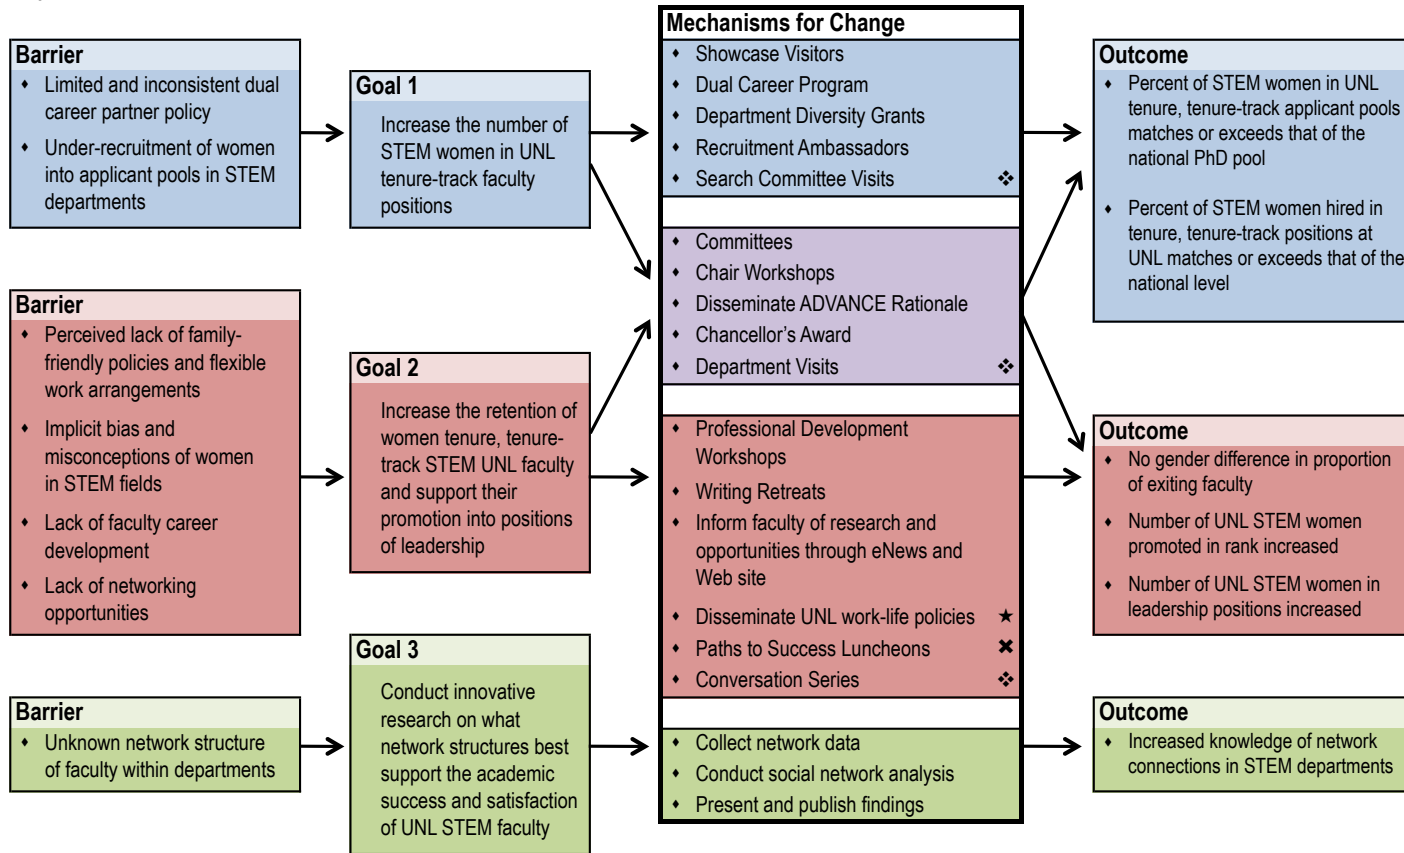 Barrier
♦ Limited and inconsistent dual
career partner policy
♦ Under-recruitment of women
into applicant pools in STEM
departments
Goal 1
Increase the number of
STEM women in UNL
tenure-track faculty
positions
Mechanisms for Change
♦ Showcase Visitors
♦ Dual Career Program
♦ Department Diversity Grants
♦ Recruitment Ambassadors
♦ Search Committee Visits ❖
Outcome
♦ Percent of STEM women in UNL
tenure, tenure-track applicant pools
matches or exceeds that of the
national PhD pool
♦ Percent of STEM women hired in
tenure, tenure-track positions at
UNL matches or exceeds that of the
national level
♦ Committees
♦ Chair Workshops
♦ Disseminate ADVANCE Rationale
♦ Chancellor's Award
♦ Department Visits ❖
Barrier
♦ Perceived lack of family-
friendly policies and flexible
work arrangements
♦ Implicit bias and
misconceptions of women
in STEM fields
♦ Lack of faculty career
development
♦ Lack of networking
opportunities
Goal 2
Increase the retention of
women tenure, tenure-
track STEM UNL faculty
and support their
promotion into positions
of leadership
♦ Professional Development
Workshops
♦ Writing Retreats
♦ Inform faculty of research and
opportunities through eNews and
Web site
♦ Disseminate UNL work-life policies ★
♦ Paths to Success Luncheons ✖
♦ Conversation Series ❖
Outcome
♦ No gender difference in proportion
of exiting faculty
♦ Number of UNL STEM women
promoted in rank increased
♦ Number of UNL STEM women in
leadership positions increased
Barrier
♦ Unknown network structure
of faculty within departments
Goal 3
Conduct innovative
research on what
network structures best
support the academic
success and satisfaction
of UNL STEM faculty
♦ Collect network data
♦ Conduct social network analysis
♦ Present and publish findings
Outcome
♦ Increased knowledge of network
connections in STEM departments